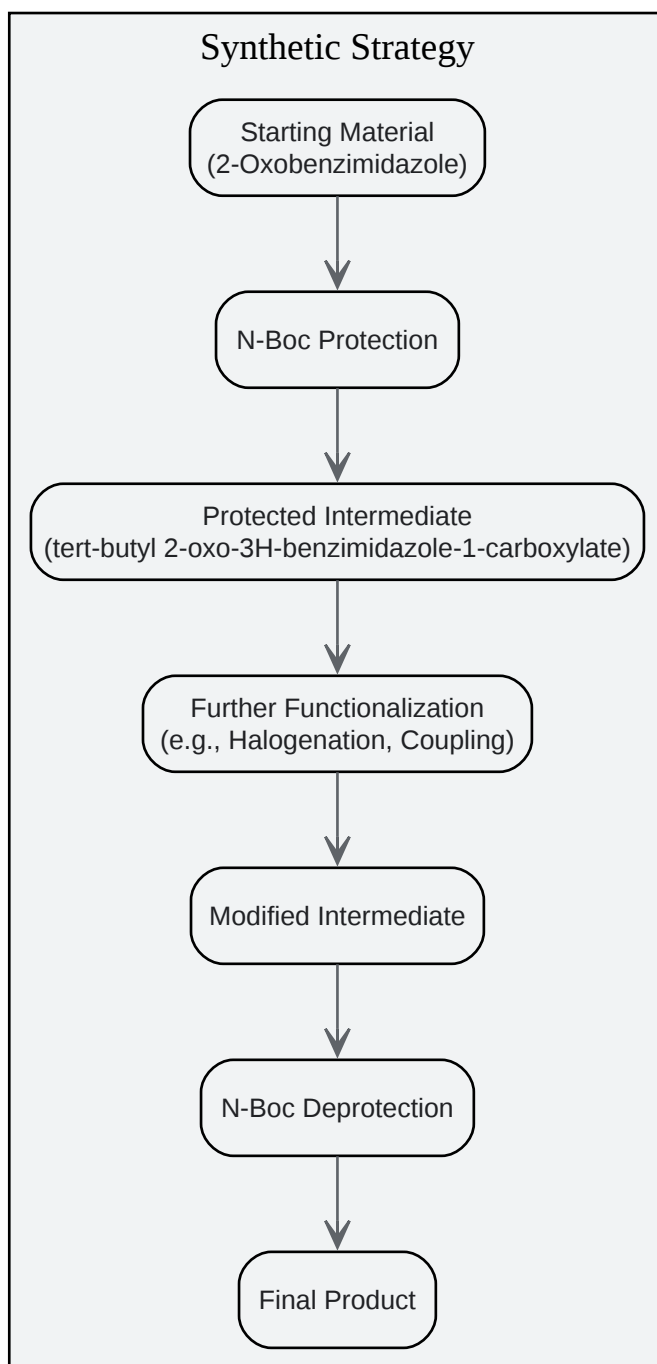 Synthetic Strategy
Starting Material
(2-Oxobenzimidazole)
N-Boc Protection
Protected Intermediate
(tert-butyl 2-oxo-3H-benzimidazole-1-carboxylate)
Further Functionalization
(e.g., Halogenation, Coupling)
Modified Intermediate
N-Boc Deprotection
Final Product